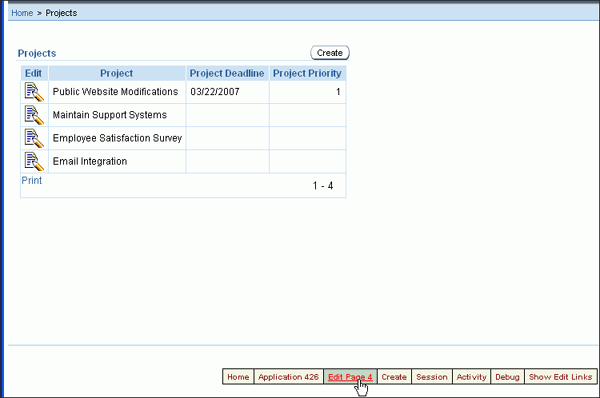 Home > Projects
Projects Create
Edit Project Project Deadline Project Priority
Public Website Modifications 03/22/2007 1
Maintain Support Systems
Employee Satisfaction Survey
Email Integration
Print
1 - 4
Home Application 426 Edit Page 4 Create Session Activity Debug Show Edit Links